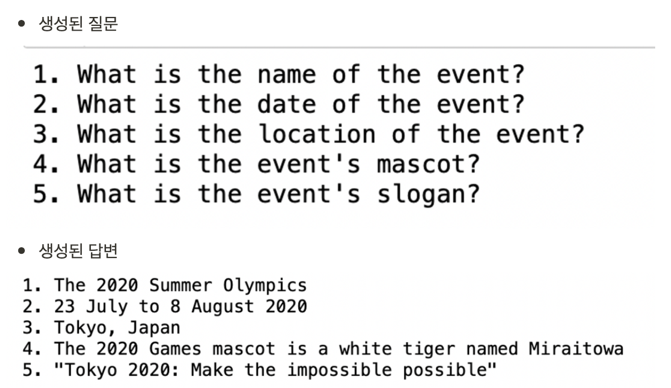 • 생성된 질문
1. What is the name of the event?
2. What is the date of the event?
3. What is the location of the event?
4. What is the event's mascot?
5. What is the event's slogan?
• 생성된 답변
1. The 2020 Summer Olympics
2. 23 July to 8 August 2020
3. Tokyo, Japan
4. The 2020 Games mascot is a white tiger named Miraitowa
5. "Tokyo 2020: Make the impossible possible"